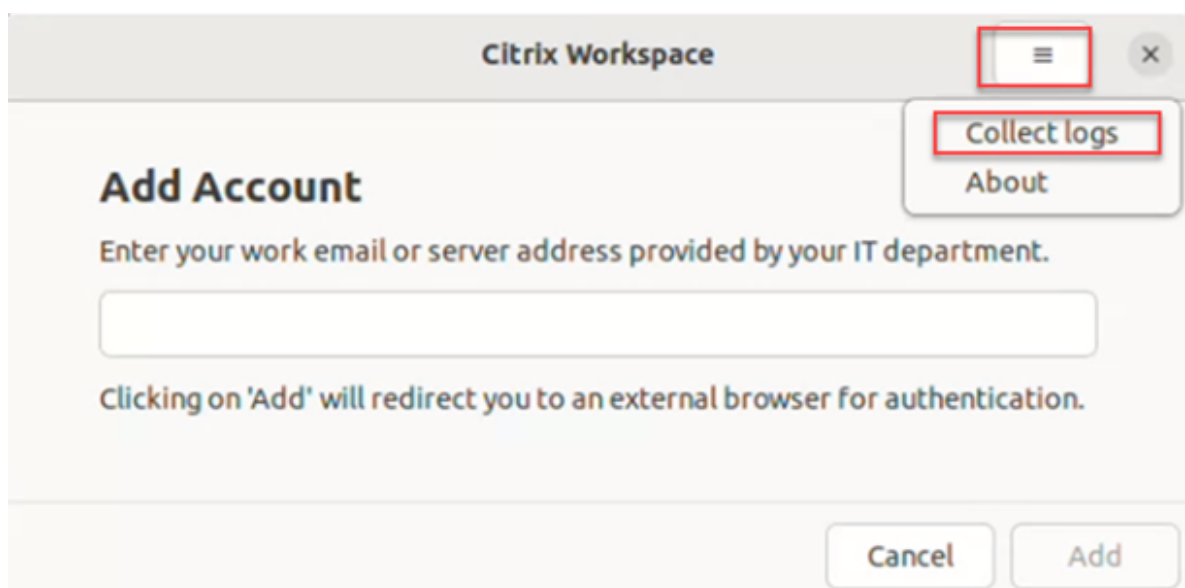 Citrix Workspace
Collect logs
About
Add Account
Enter your work email or server address provided by your IT department.
Clicking on 'Add' will redirect you to an external browser for authentication.
Cancel
Add